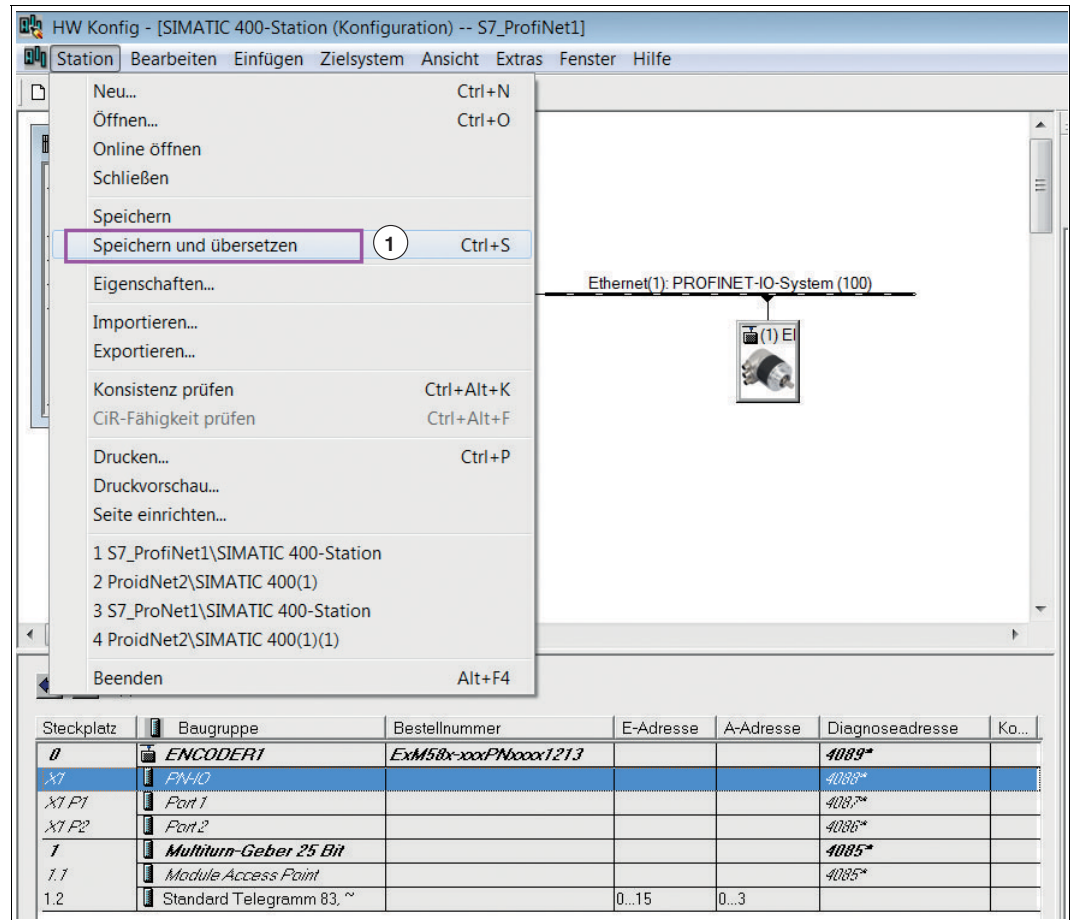 HW Konfig - [SIMATIC 400-Station (Konfiguration) -- S7_ProfiNet1]
Station Bearbeiten Einfügen Zielsystem Ansicht Extras Fenster Hilfe
Neu... Ctrl+N
Öffnen... Ctrl+O
Online öffnen
Schließen
Speichern
Speichern und übersetzen 1 Ctrl+S
Eigenschaften...
Importieren...
Exportieren...
Konsistenz prüfen Ctrl+Alt+K
CiR-Fähigkeit prüfen Ctrl+Alt+F
Drucken... Ctrl+P
Druckvorschau...
Seite einrichten...
1 S7_ProfiNet1\SIMATIC 400-Station
2 ProidNet2\SIMATIC 400(1)
3 S7_ProNet1\SIMATIC 400-Station
4 ProidNet2\SIMATIC 400(1)(1)
Beenden Alt+F4
Ethernet(1): PROFINET-IO-System (100)
(1) El
Steckplatz Baugruppe Bestellnummer E-Adresse A-Adresse Diagnoseadresse Ko...
0 ENCODER1 ExM58x-xxxPNxxxx1213 4089*
X1 PN-IO 4088*
X1 P1 Port 1 4087*
X1 P2 Port 2 4086*
1 Multiturn-Geber 25 Bit 4085*
1.1 Module Access Point 4085*
1.2 Standard Telegramm 83, ~ 0...15 0...3